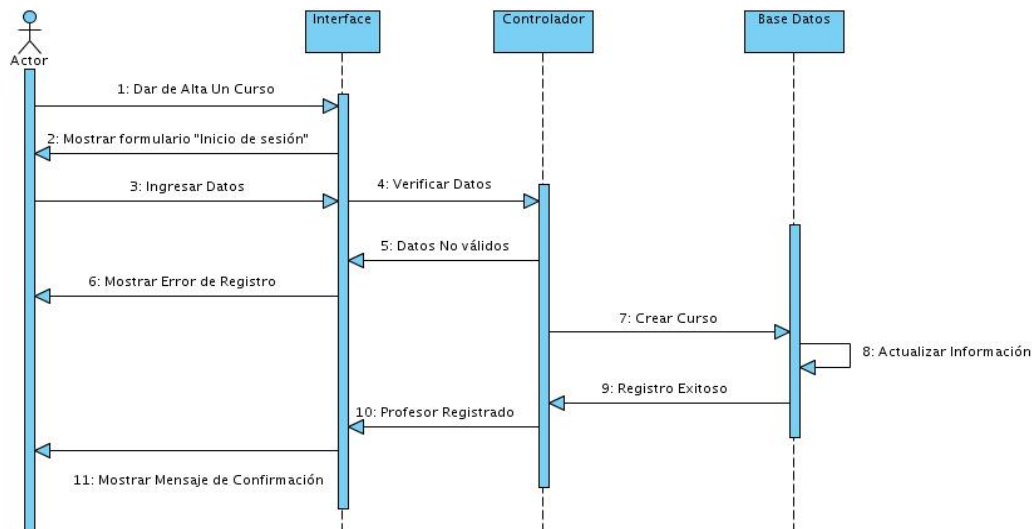 Interface
Controlador
Base Datos
Actor
1: Dar de Alta Un Curso
2: Mostrar formulario "Inicio de sesión"
3: Ingresar Datos
4: Verificar Datos
5: Datos No válidos
6: Mostrar Error de Registro
7: Crear Curso
8: Actualizar Información
9: Registro Exitoso
10: Profesor Registrado
11: Mostrar Mensaje de Confirmación